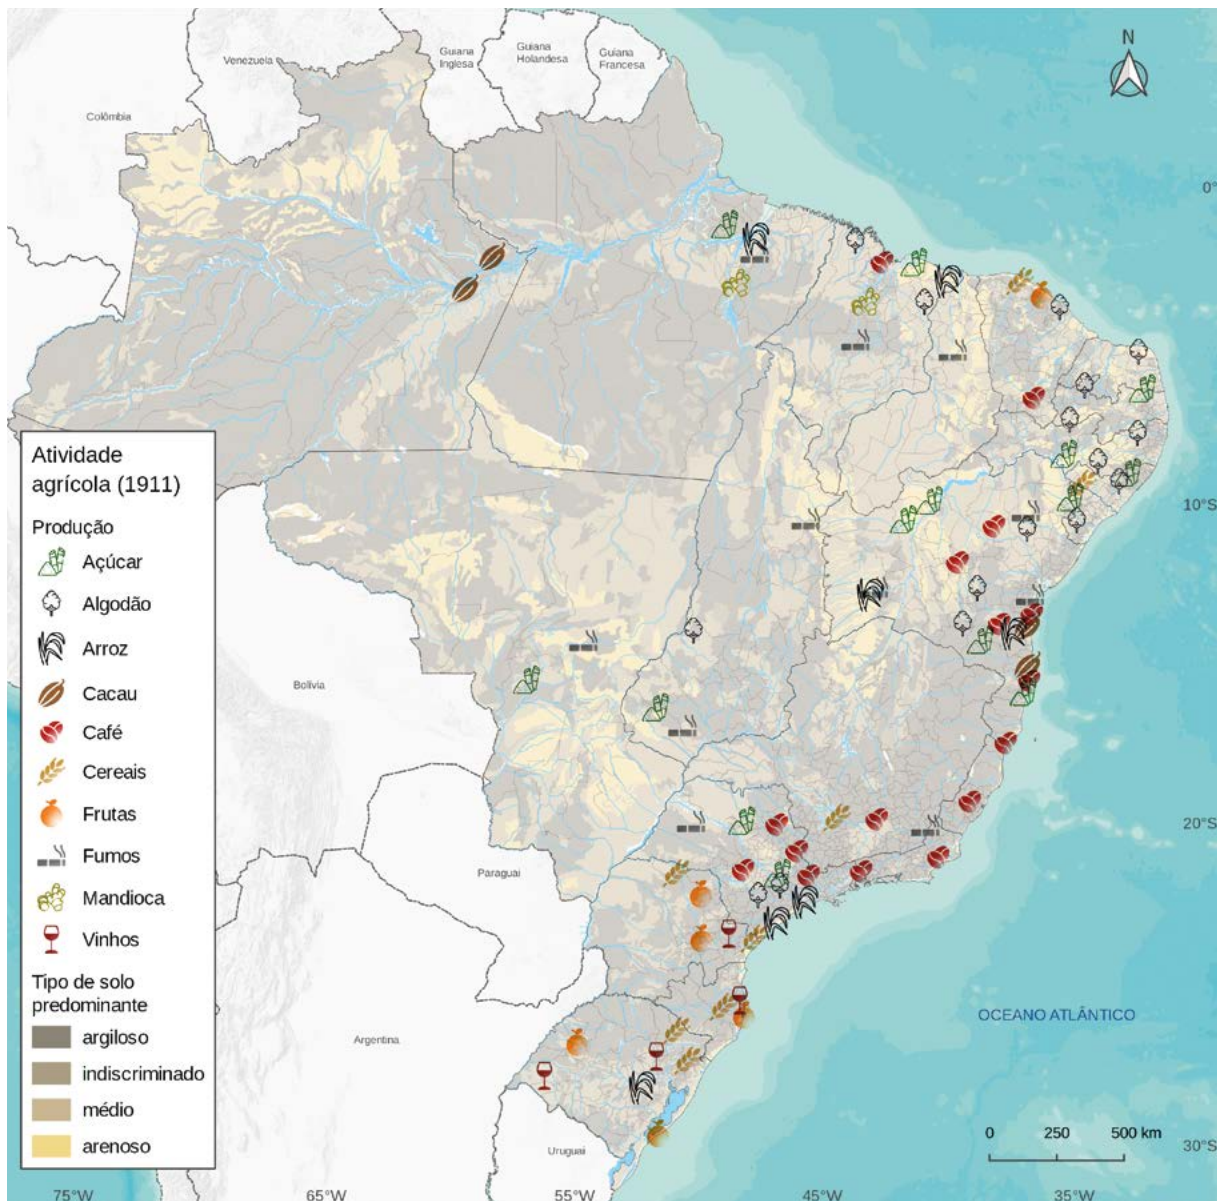 N
Venezuela
Guiana
Inglesa
Guiana
Holandesa
Guiana
Francesa
Colômbia
0°
10°S
20°S
30°S
Bolívia
Paraguai
Argentina
Uruguai
OCEANO ATLÂNTICO
Atividade
agrícola (1911)
Produção
Açúcar
Algodão
Arroz
Cacau
Café
Cereais
Frutas
Fumos
Mandioca
Vinhos
Tipo de solo
predominante
argiloso
indiscriminado
médio
arenoso
0 250 500 km
75°W 65°W 55°W 45°W 35°W